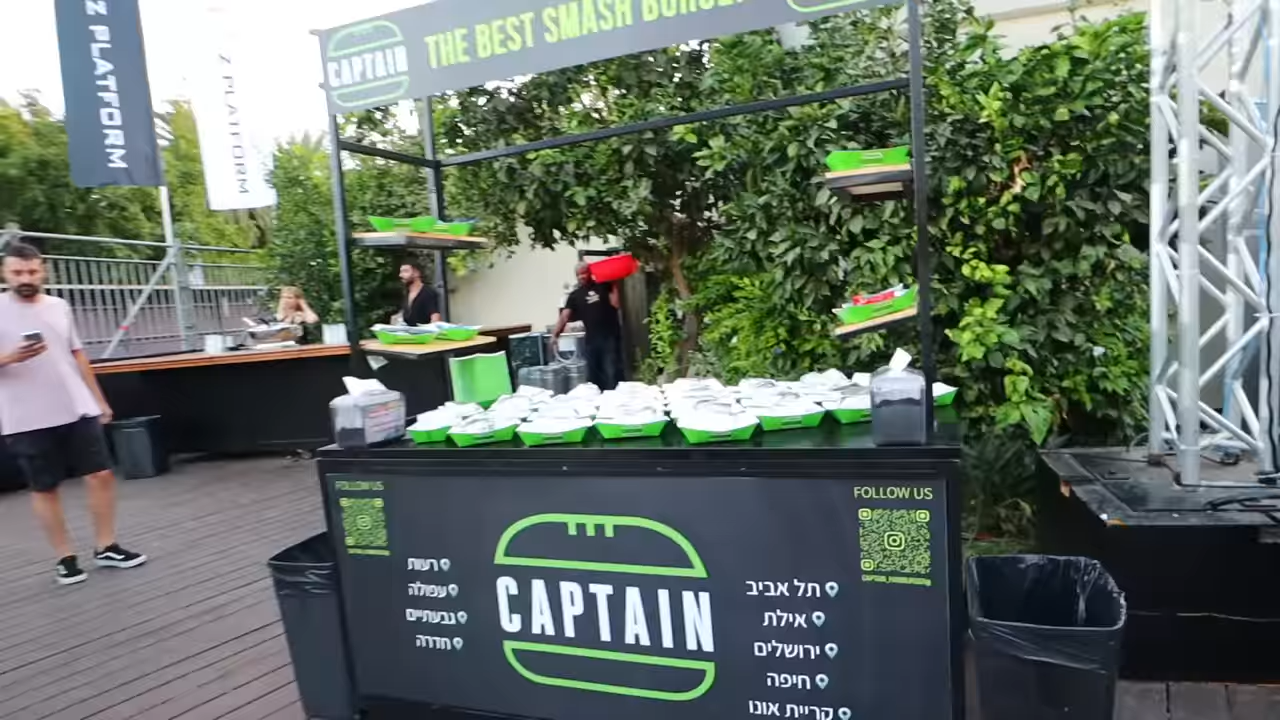 Z PLATFORM
Z PLATFORM
CAPTAIN
THE BEST SMASH BURGER
FOLLOW US
רעות
עפולה
גבעתיים
חדרה
CAPTAIN
FOLLOW US
תל אביב
אילת
ירושלים
חיפה
קריית אונו